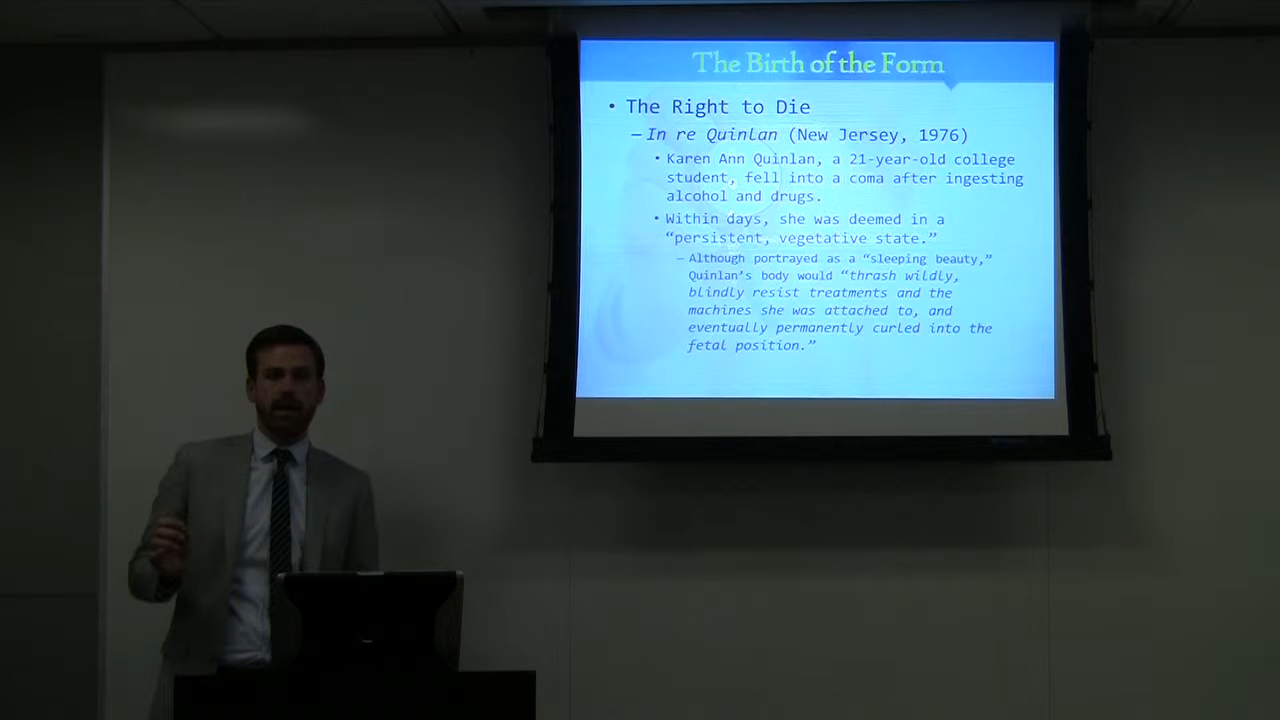 The Birth of the Form
• The Right to Die
– In re Quinlan (New Jersey, 1976)
• Karen Ann Quinlan, a 21-year-old college
student, fell into a coma after ingesting
alcohol and drugs.
• Within days, she was deemed in a
“persistent, vegetative state.”
– Although portrayed as a “sleeping beauty,”
Quinlan’s body would “thrash wildly,
blindly resist treatments and the
machines she was attached to, and
eventually permanently curled into the
fetal position.”